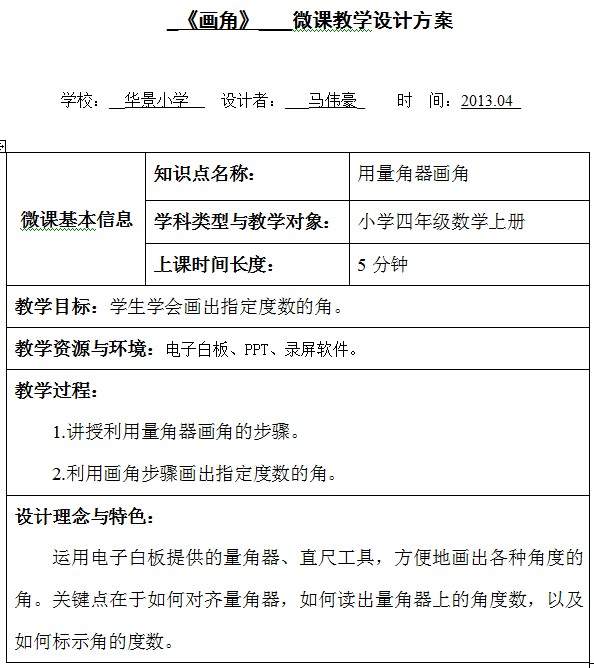 《画角》 微课教学设计方案
学校： 华景小学 设计者： 马伟豪 时 间：2013.04
微课基本信息
知识点名称： 用量角器画角
学科类型与教学对象： 小学四年级数学上册
上课时间长度： 5 分钟
教学目标：学生学会画出指定度数的角。
教学资源与环境：电子白板、PPT、录屏软件。
教学过程：
1.讲授利用量角器画角的步骤。
2.利用画角步骤画出指定度数的角。
设计理念与特色：
运用电子白板提供的量角器、直尺工具，方便地画出各种角度的
角。关键点在于如何对齐量角器，如何读出量角器上的角度数，以及
如何标示角的度数。